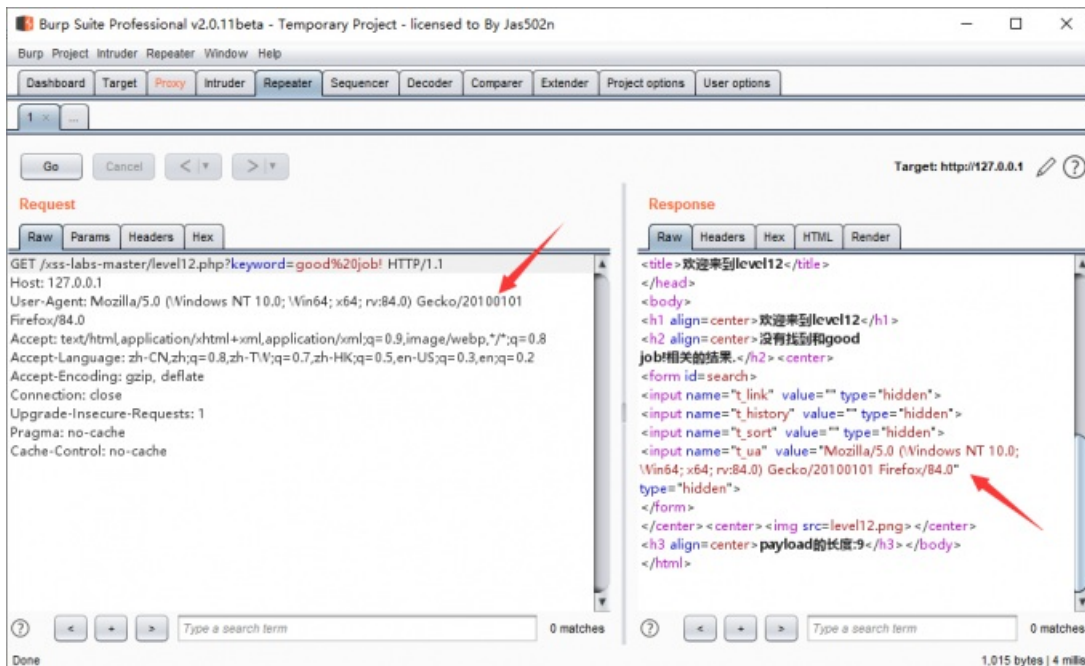 Burp Suite Professional v2.0.11beta - Temporary Project - licensed to By Jas502n
Burp Project Intruder Repeater Window Help
Dashboard Target Proxy Intruder Repeater Sequencer Decoder Comparer Extender Project options User options
1 × ...
Go Cancel < > Target: http://127.0.0.1
Request
Raw Params Headers Hex
GET /xss-labs-master/level12.php?keyword=good%20job! HTTP/1.1
Host: 127.0.0.1
User-Agent: Mozilla/5.0 (Windows NT 10.0; Win64; x64; rv:84.0) Gecko/20100101
Firefox/84.0
Accept: text/html,application/xhtml+xml,application/xml;q=0.9,image/webp,*/*;q=0.8
Accept-Language: zh-CN,zh;q=0.8,zh-TW;q=0.7,zh-HK;q=0.5,en-US;q=0.3,en;q=0.2
Accept-Encoding: gzip, deflate
Connection: close
Upgrade-Insecure-Requests: 1
Pragma: no-cache
Cache-Control: no-cache
? < + > Type a search term 0 matches
Response
Raw Headers Hex HTML Render
<title>欢迎来到level12</title>
</head>
<body>
<h1 align=center>欢迎来到level12</h1>
<h2 align=center>没有找到和good
job!相关的结果.</h2><center>
<form id=search>
<input name="t_link" value="" type="hidden">
<input name="t_history" value="" type="hidden">
<input name="t_sort" value="" type="hidden">
<input name="t_ua" value="Mozilla/5.0 (Windows NT 10.0;
Win64; x64; rv:84.0) Gecko/20100101 Firefox/84.0"
type="hidden">
</form>
</center><center><img src=level12.png></center>
<h3 align=center>payload的长度:9</h3></body>
</html>
? < + > Type a search term 0 matches
Done 1,015 bytes | 4 millis